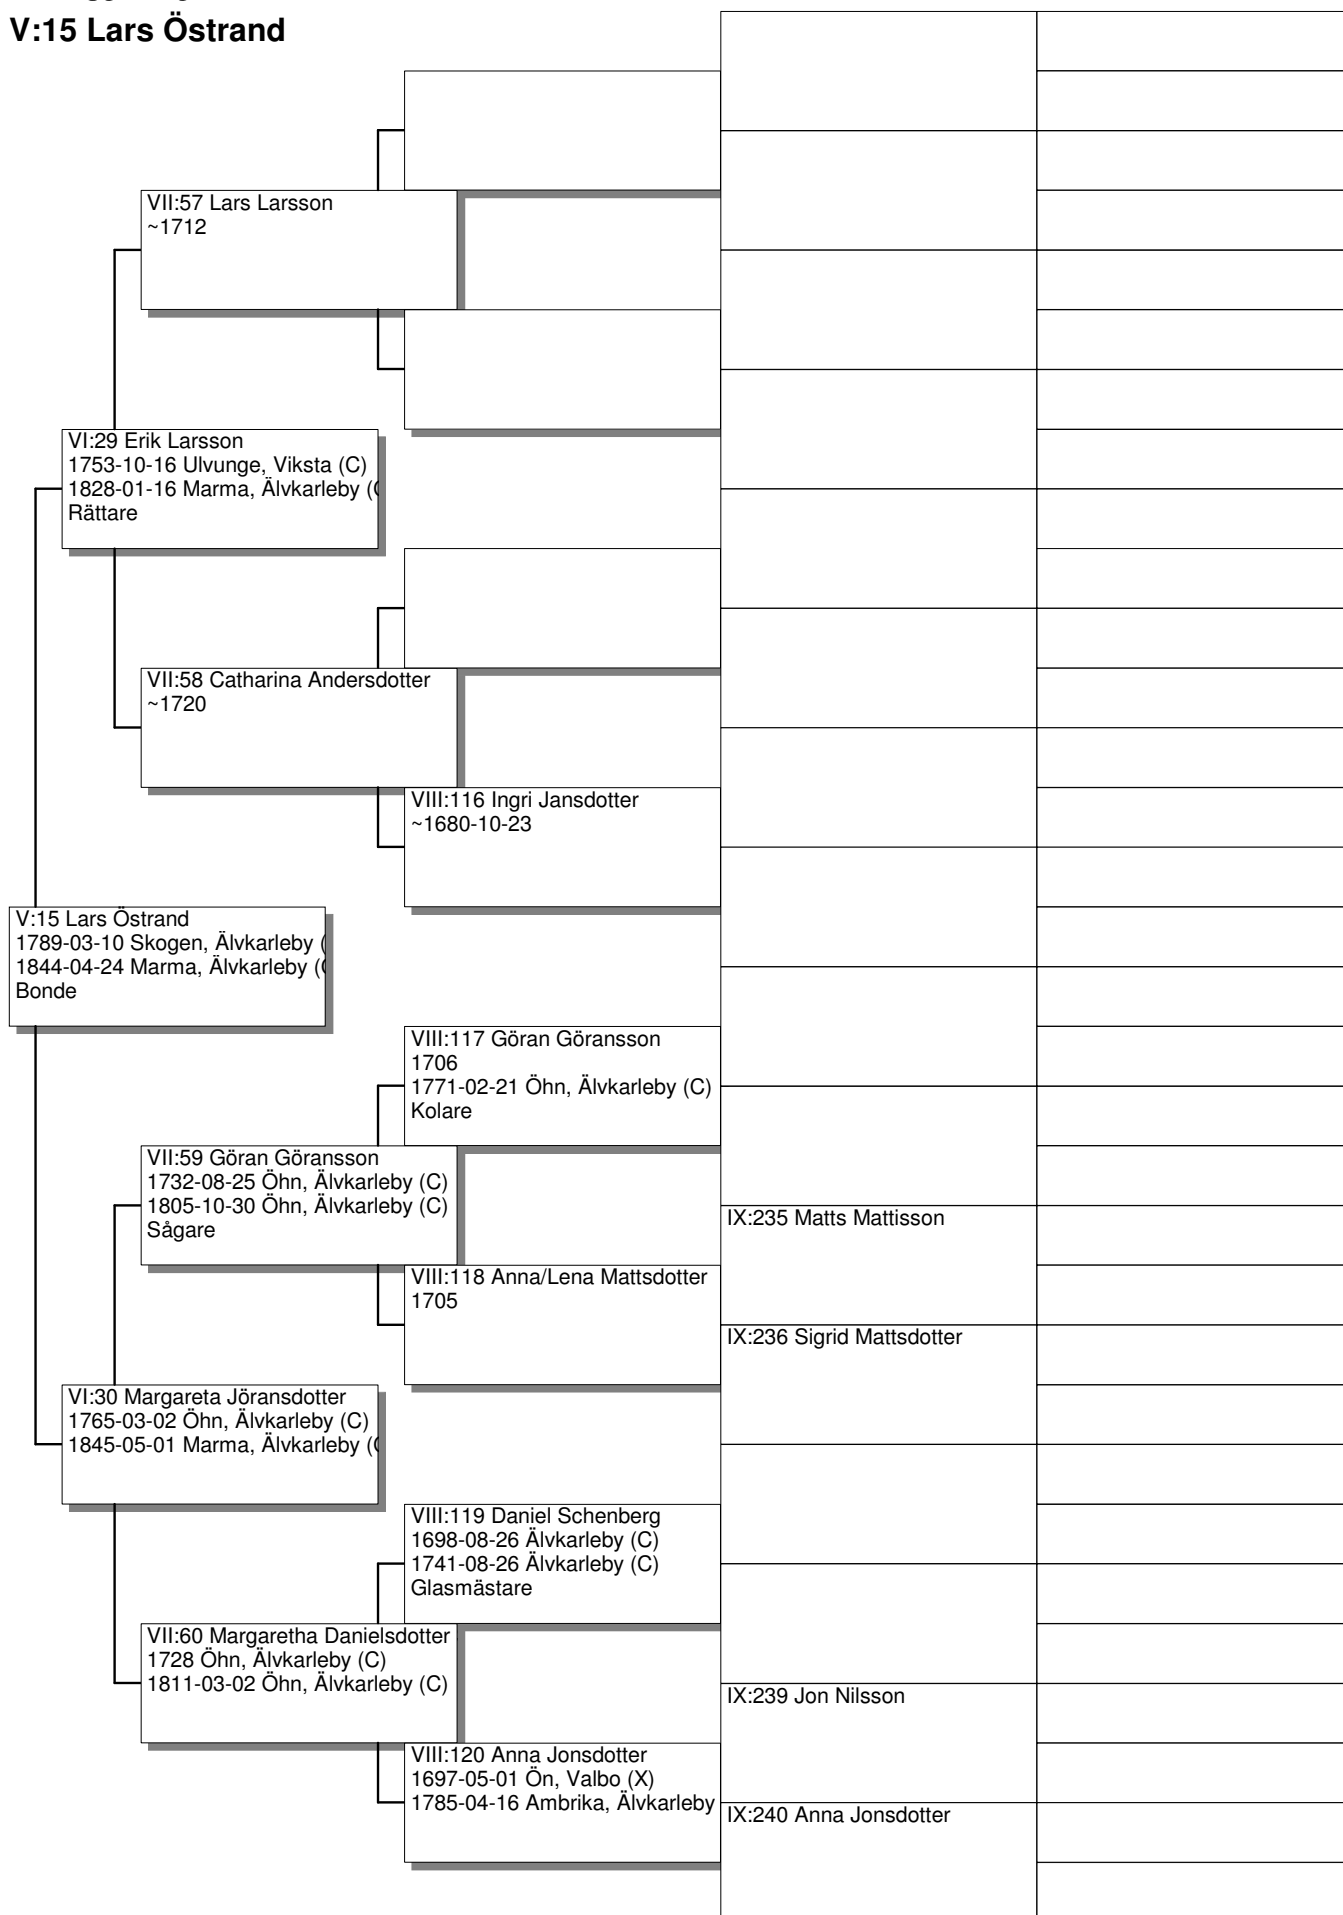 V:15 Lars Östrand
VII:57 Lars Larsson
~1712
VI:29 Erik Larsson
1753-10-16 Ulvunge, Viksta (C)
1828-01-16 Marma, Älvkarleby (
Rättare
VII:58 Catharina Andersdotter
~1720
VIII:116 Ingri Jansdotter
~1680-10-23
V:15 Lars Östrand
1789-03-10 Skogen, Älvkarleby (
1844-04-24 Marma, Älvkarleby (
Bonde
VIII:117 Göran Göransson
1706
1771-02-21 Öhn, Älvkarleby (C)
Kolare
VII:59 Göran Göransson
1732-08-25 Öhn, Älvkarleby (C)
1805-10-30 Öhn, Älvkarleby (C)
Sågare
IX:235 Matts Mattisson
VIII:118 Anna/Lena Mattsdotter
1705
IX:236 Sigrid Mattsdotter
VI:30 Margareta Jöransdotter
1765-03-02 Öhn, Älvkarleby (C)
1845-05-01 Marma, Älvkarleby (
VIII:119 Daniel Schenberg
1698-08-26 Älvkarleby (C)
1741-08-26 Älvkarleby (C)
Glasmästare
VII:60 Margaretha Danielsdotter
1728 Öhn, Älvkarleby (C)
1811-03-02 Öhn, Älvkarleby (C)
IX:239 Jon Nilsson
VIII:120 Anna Jonsdotter
1697-05-01 Ön, Valbo (X)
1785-04-16 Ambrika, Älvkarleby
IX:240 Anna Jonsdotter